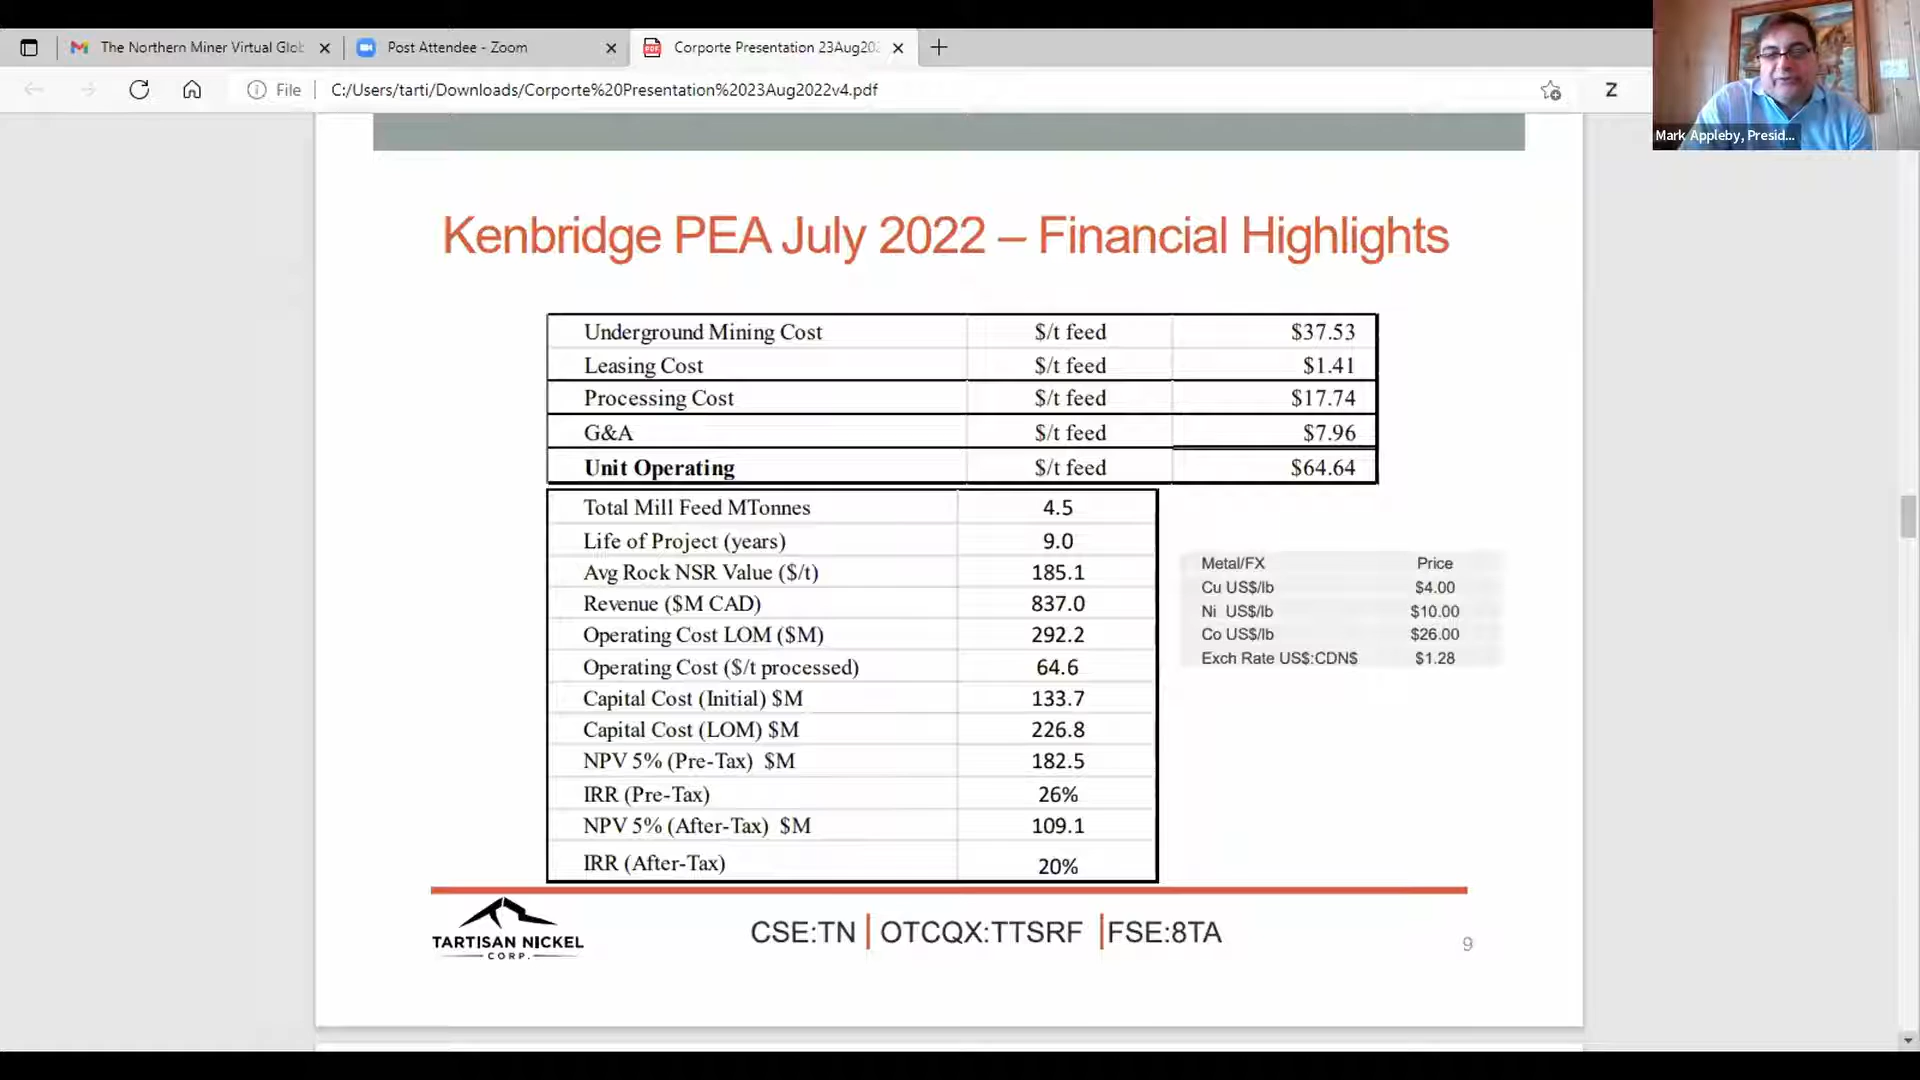 The Northern Miner Virtual Glo
Post Attendee - Zoom
Corporte Presentation 23Aug20
File
C:/Users/tarti/Downloads/Corporte%20Presentation%2023Aug2022v4.pdf
Z
Mark Appleby, Presid...
Kenbridge PEA July 2022 – Financial Highlights
Underground Mining Cost $/t feed $37.53
Leasing Cost $/t feed $1.41
Processing Cost $/t feed $17.74
G&A $/t feed $7.96
Unit Operating $/t feed $64.64
Total Mill Feed MTonnes 4.5
Life of Project (years) 9.0
Avg Rock NSR Value ($/t) 185.1
Revenue ($M CAD) 837.0
Operating Cost LOM ($M) 292.2
Operating Cost ($/t processed) 64.6
Capital Cost (Initial) $M 133.7
Capital Cost (LOM) $M 226.8
NPV 5% (Pre-Tax) $M 182.5
IRR (Pre-Tax) 26%
NPV 5% (After-Tax) $M 109.1
IRR (After-Tax) 20%
Metal/FX Price
Cu US$/lb $4.00
Ni US$/lb $10.00
Co US$/lb $26.00
Exch Rate US$:CDN$ $1.28
TARTISAN NICKEL
CORP.
CSE:TN | OTCQX:TTSRF | FSE:8TA
9